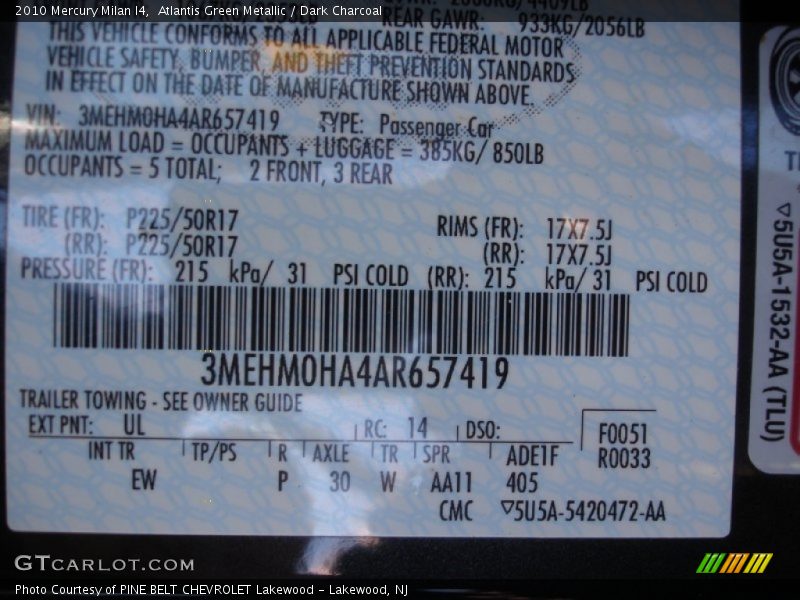 2010 Mercury Milan I4,  Atlantis Green Metallic / Dark Charcoal
REAR GAWR: 933KG/2056LB
THIS VEHICLE CONFORMS TO ALL APPLICABLE FEDERAL MOTOR
VEHICLE SAFETY, BUMPER, AND THEFT PREVENTION STANDARDS
IN EFFECT ON THE DATE OF MANUFACTURE SHOWN ABOVE.
VIN: 3MEHM0HA4AR657419 TYPE: Passenger Car
MAXIMUM LOAD = OCCUPANTS + LUGGAGE = 385KG/ 850LB
OCCUPANTS = 5 TOTAL; 2 FRONT, 3 REAR
TIRE (FR): P225/50R17 RIMS (FR): 17X7.5J
(RR): P225/50R17 (RR): 17X7.5J
PRESSURE (FR): 215 kPa/ 31 PSI COLD (RR): 215 kPa/ 31 PSI COLD
3MEHM0HA4AR657419
TRAILER TOWING - SEE OWNER GUIDE
EXT PNT: UL RC: 14 DSO: F0051
INT TR TP/PS R AXLE TR SPR ADE1F R0033
EW P 30 W AA11 405
CMC ▽5U5A-5420472-AA
▽5U5A-1532-AA (TLU)
GTCARLOT.COM
Photo Courtesy of PINE BELT CHEVROLET Lakewood - Lakewood, NJ